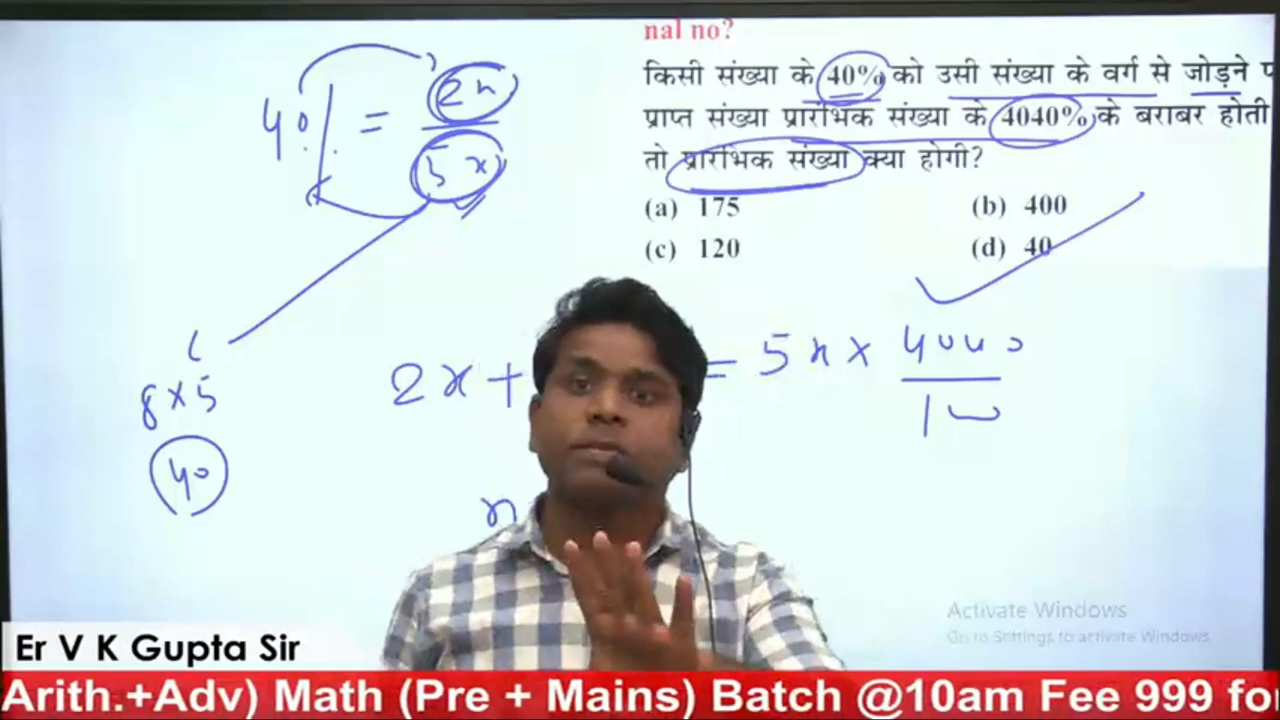 nal no?
किसी संख्या के 40% को उसी संख्या के वर्ग से जोड़ने
प्राप्त संख्या प्रारंभिक संख्या के 4040% के बराबर होती
तो प्रारंभिक संख्या क्या होगी?
(a) 175 (b) 400
(c) 120 (d) 40
40% = 2x
5x
8 x 5
40
2x + = 5x x 4040
100
x
Activate Windows
Go to Settings to activate Windows.
Er V K Gupta Sir
Arith.+Adv) Math (Pre + Mains) Batch @10am Fee 999 for